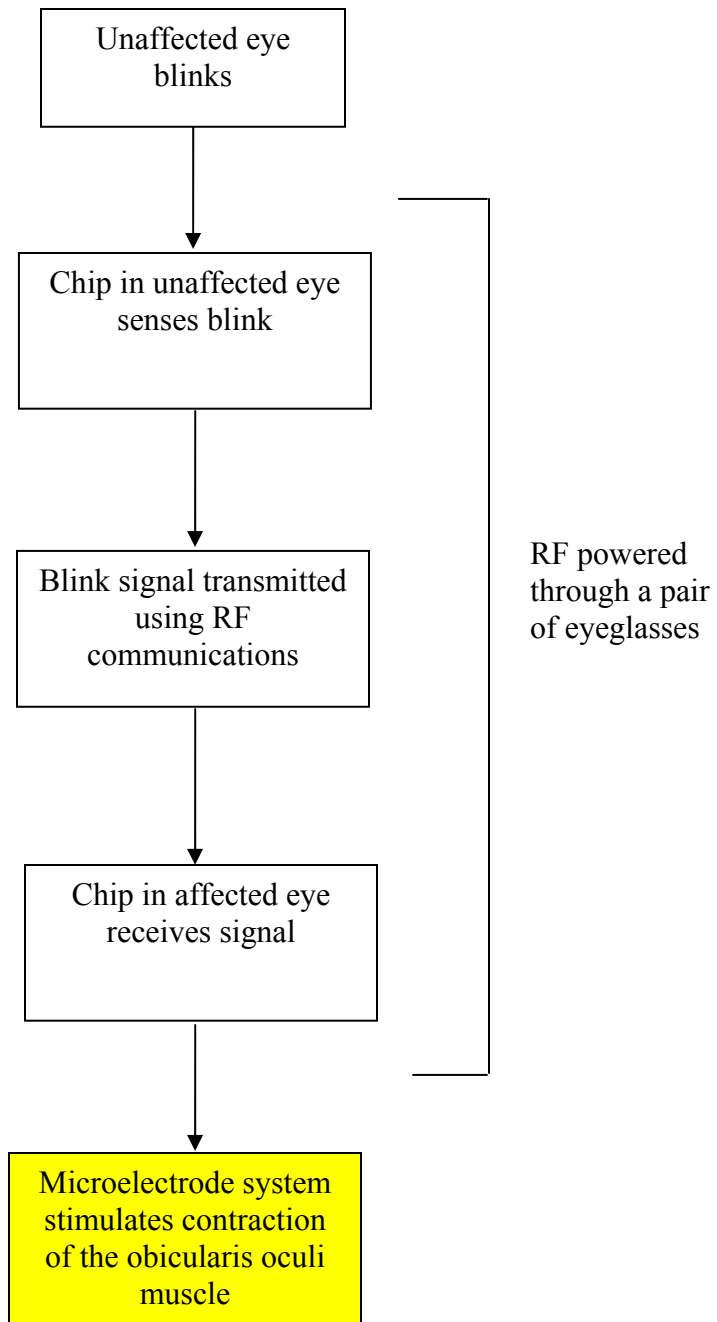 Unaffected eye
blinks
Chip in unaffected eye
senses blink
Blink signal transmitted
using RF
communications
RF powered
through a pair
of eyeglasses
Chip in affected eye
receives signal
Microelectrode system
stimulates contraction
of the obicularis oculi
muscle